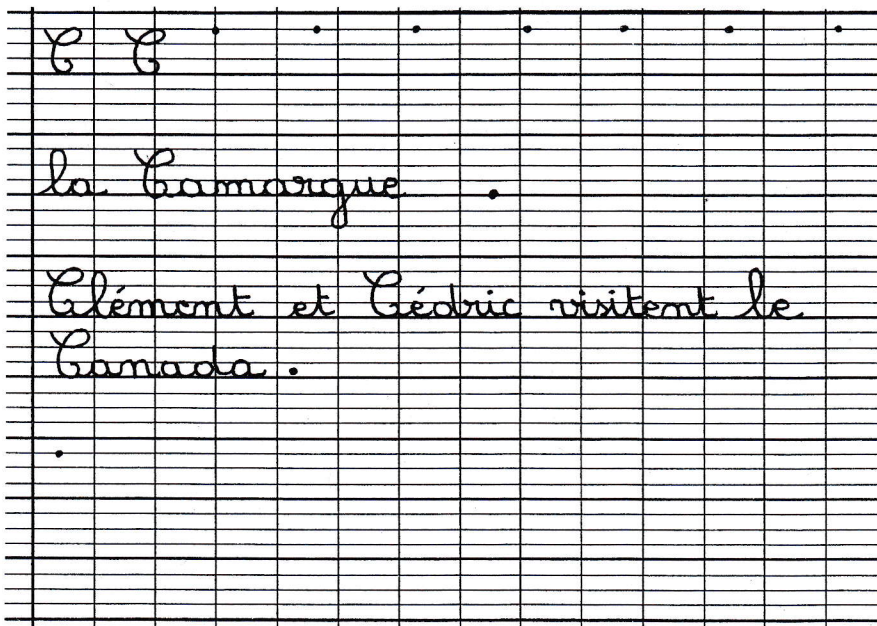 C C . . . . . . .
la Camargue .
Clément et Cédric visitent le
Canada .
.